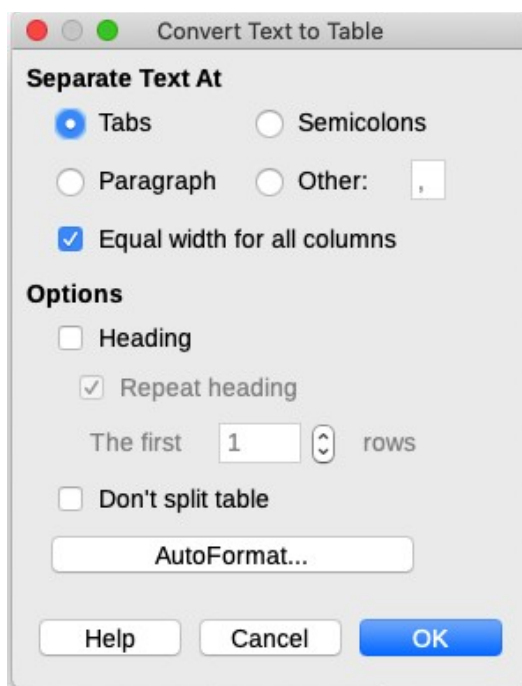 Convert Text to Table
Separate Text At
Tabs Semicolons
Paragraph Other: ,
Equal width for all columns
Options
Heading
Repeat heading
The first 1 rows
Don't split table
AutoFormat...
Help Cancel OK